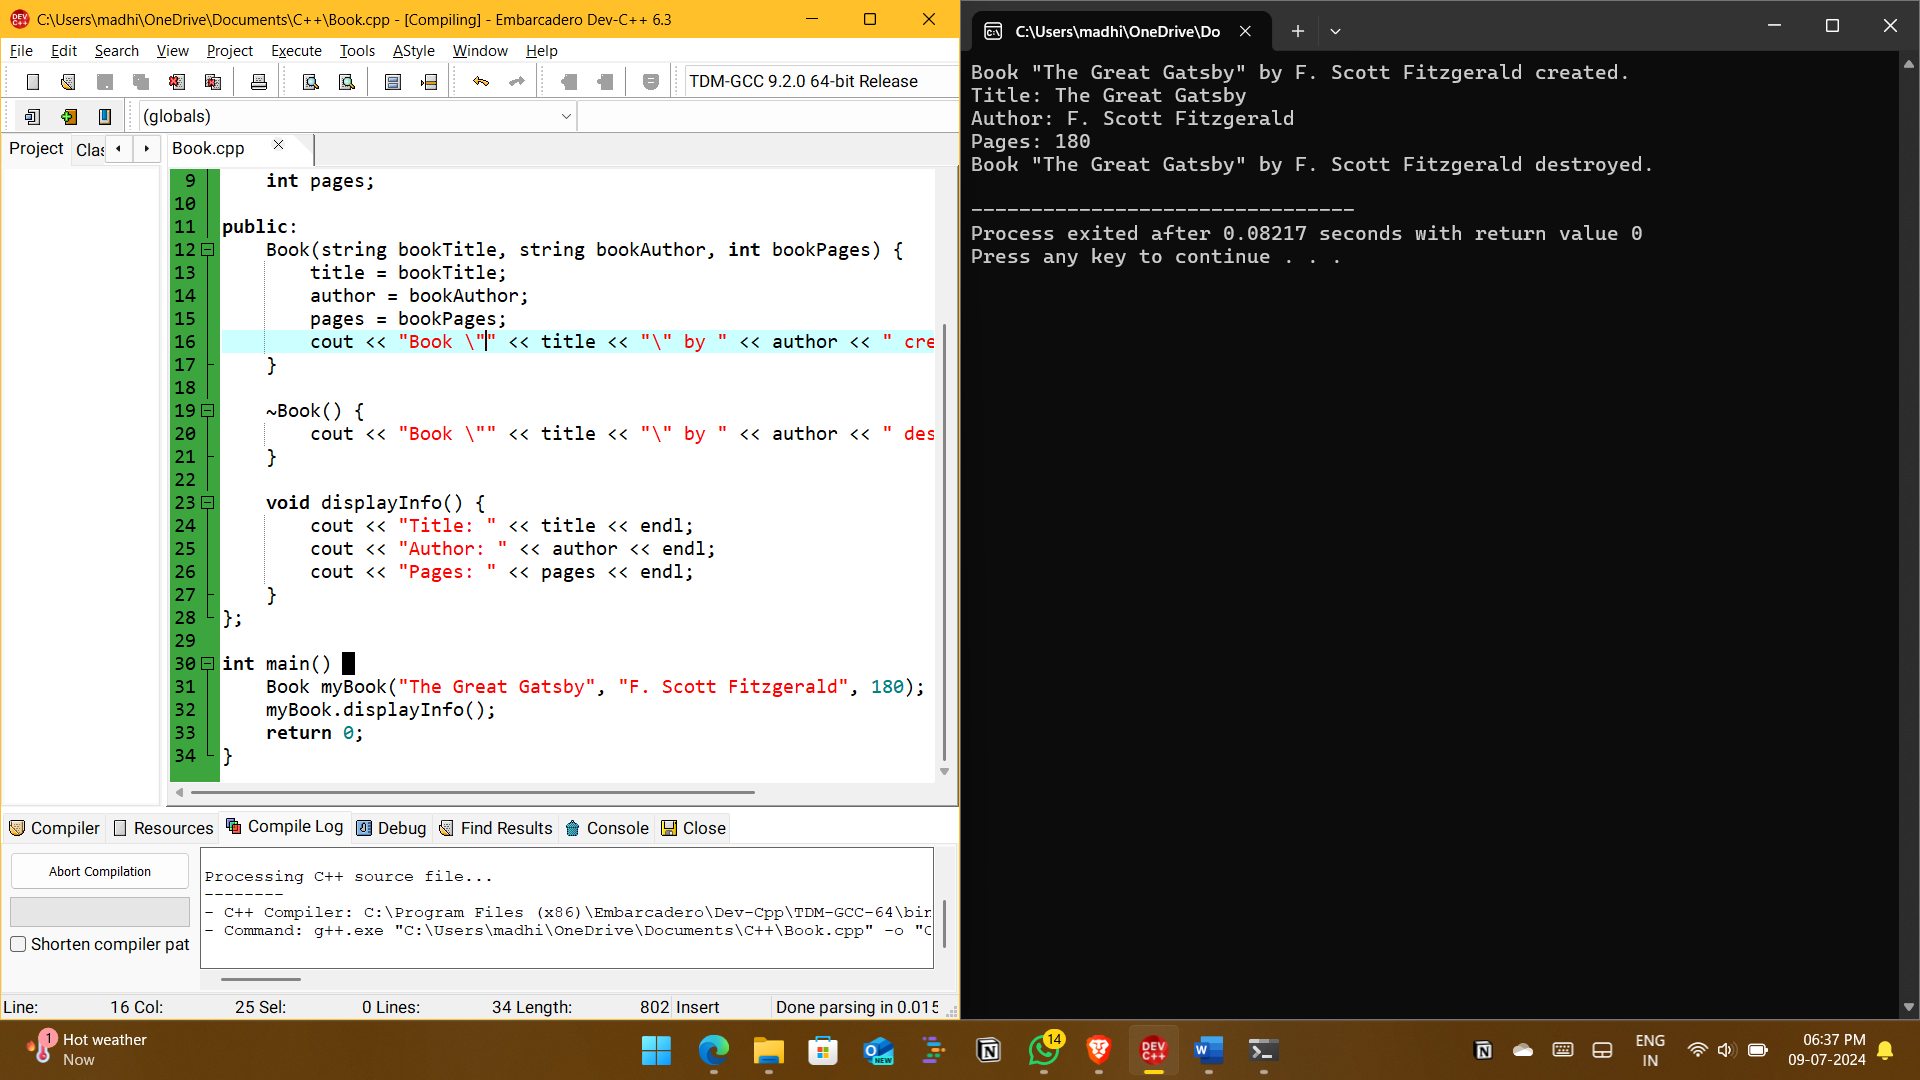 C:\Users\madhi\OneDrive\Documents\C++\Book.cpp - [Compiling] - Embarcadero Dev-C++ 6.3
File Edit Search View Project Execute Tools AStyle Window Help
TDM-GCC 9.2.0 64-bit Release
(globals)
Project Clas Book.cpp
9 int pages;
10
11 public:
12 Book(string bookTitle, string bookAuthor, int bookPages) {
13 title = bookTitle;
14 author = bookAuthor;
15 pages = bookPages;
16 cout << "Book \"" << title << "\" by " << author << " cre
17 }
18
19 ~Book() {
20 cout << "Book \"" << title << "\" by " << author << " des
21 }
22
23 void displayInfo() {
24 cout << "Title: " << title << endl;
25 cout << "Author: " << author << endl;
26 cout << "Pages: " << pages << endl;
27 }
28 };
29
30 int main()
31 Book myBook("The Great Gatsby", "F. Scott Fitzgerald", 180);
32 myBook.displayInfo();
33 return 0;
34 }
Compiler Resources Compile Log Debug Find Results Console Close
Abort Compilation
Shorten compiler pat
Processing C++ source file...
--------
- C++ Compiler: C:\Program Files (x86)\Embarcadero\Dev-Cpp\TDM-GCC-64\bin
- Command: g++.exe "C:\Users\madhi\OneDrive\Documents\C++\Book.cpp" -o "C
Line: 16 Col: 25 Sel: 0 Lines: 34 Length: 802 Insert Done parsing in 0.015
C:\Users\madhi\OneDrive\Do
Book "The Great Gatsby" by F. Scott Fitzgerald created.
Title: The Great Gatsby
Author: F. Scott Fitzgerald
Pages: 180
Book "The Great Gatsby" by F. Scott Fitzgerald destroyed.
--------------------------------
Process exited after 0.08217 seconds with return value 0
Press any key to continue . . .
1 Hot weather
Now
NEW
14
DEV C++
W
ENG
IN
06:37 PM
09-07-2024